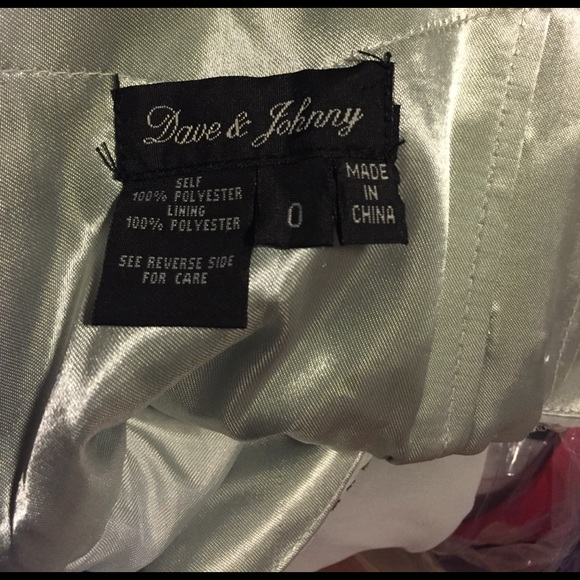 Dave & Johnny
SELF
100% POLYESTER
LINING
100% POLYESTER
SEE REVERSE SIDE
FOR CARE
0
MADE
IN
CHINA